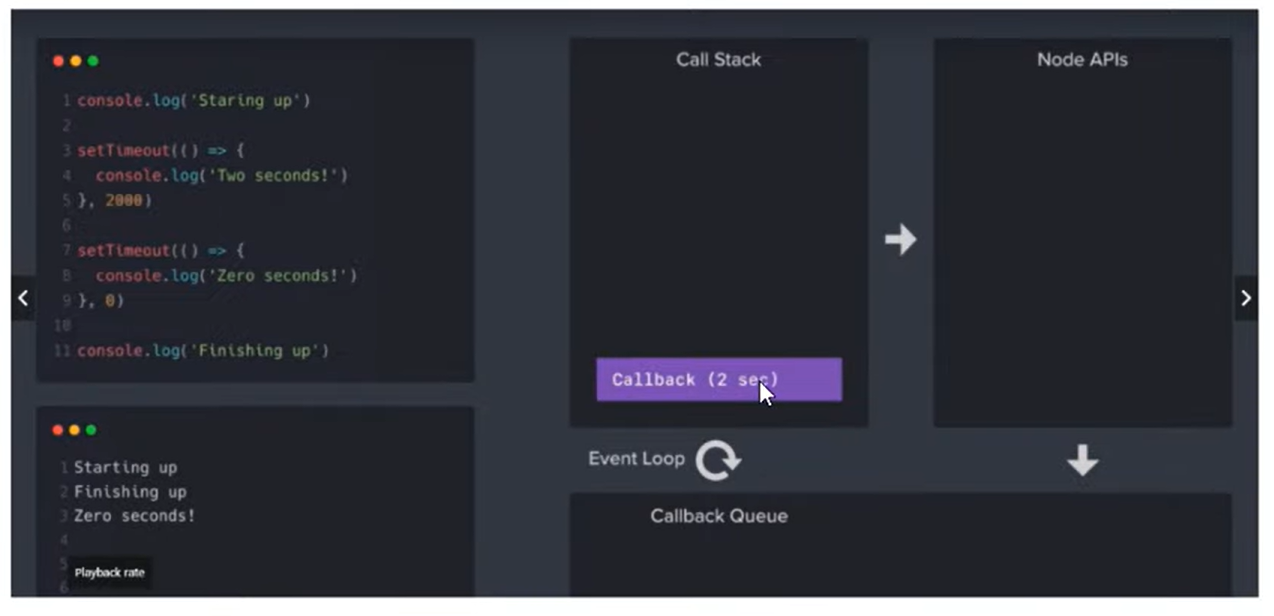 1 console.log('Staring up')
2
3 setTimeout(() => {
4 console.log('Two seconds!')
5 }, 2000)
6
7 setTimeout(() => {
8 console.log('Zero seconds!')
9 }, 0)
10
11 console.log('Finishing up')
1 Starting up
2 Finishing up
3 Zero seconds!
4
5
6
Playback rate
Call Stack
Callback (2 sec)
Node APIs
Event Loop
Callback Queue